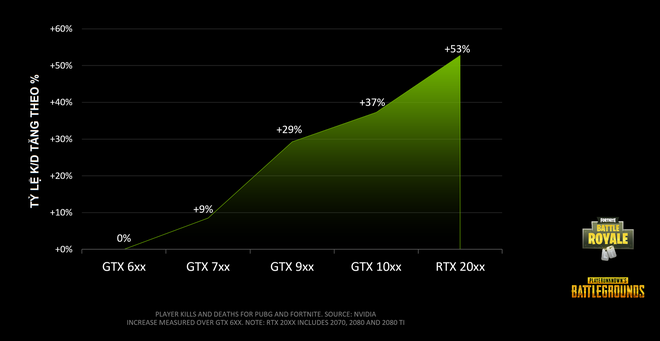 +60%
+50%
+40%
+30%
+20%
+10%
+0%
TỶ LỆ K/D TĂNG THEO %
0%
+9%
+29%
+37%
+53%
GTX 6xx
GTX 7xx
GTX 9xx
GTX 10xx
RTX 20xx
PLAYER KILLS AND DEATHS FOR PUBG AND FORTNITE. SOURCE: NVIDIA
INCREASE MEASURED OVER GTX 6XX. NOTE: RTX 20XX INCLUDES 2070, 2080 AND 2080 TI
FORTNITE
BATTLE
ROYALE
PLAYERUNKNOWN'S
BATTLEGROUNDS